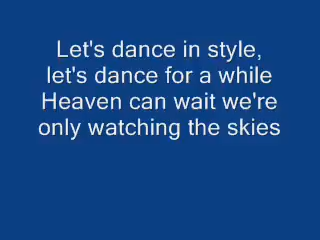 Let's dance in style,
let's dance for a while
Heaven can wait we're
only watching the skies